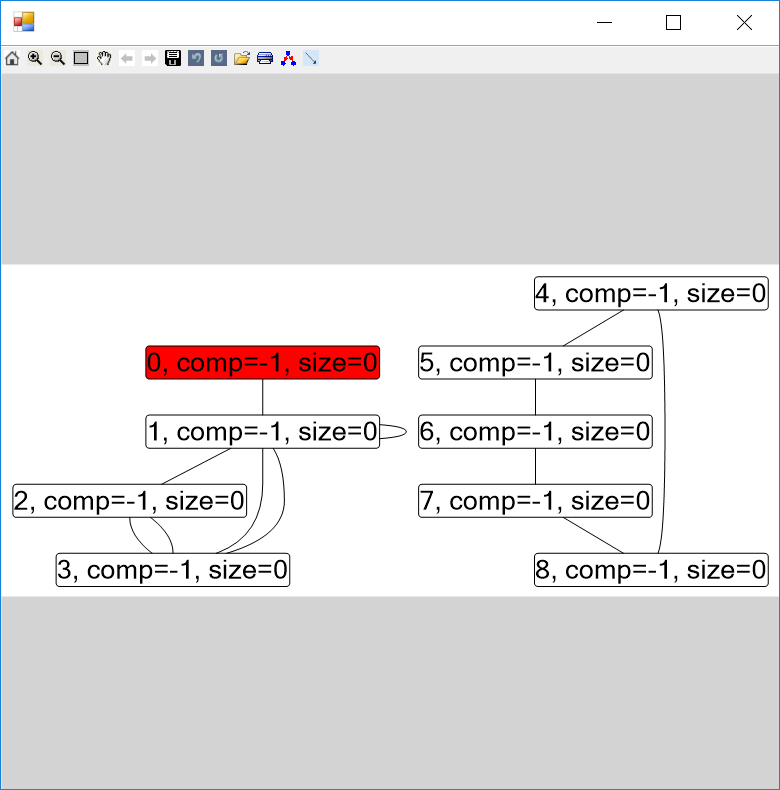 4, comp=-1, size=0
0, comp=-1, size=0
5, comp=-1, size=0
1, comp=-1, size=0
6, comp=-1, size=0
2, comp=-1, size=0
7, comp=-1, size=0
3, comp=-1, size=0
8, comp=-1, size=0